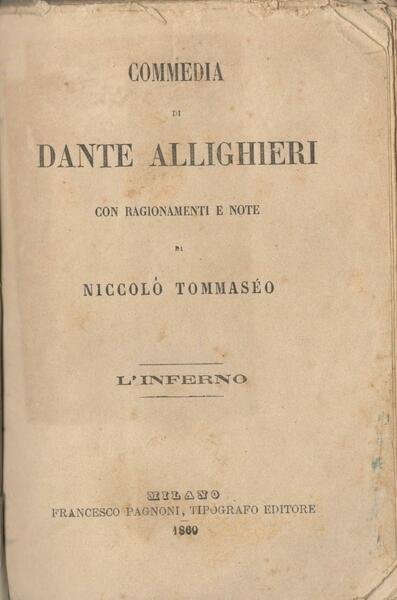 COMMEDIA
DI
DANTE ALLIGHIERI
CON RAGIONAMENTI E NOTE
DI
NICCOLÒ TOMMASÉO
L'INFERNO
MILANO
FRANCESCO PAGNONI, TIPOGRAFO EDITORE
1860